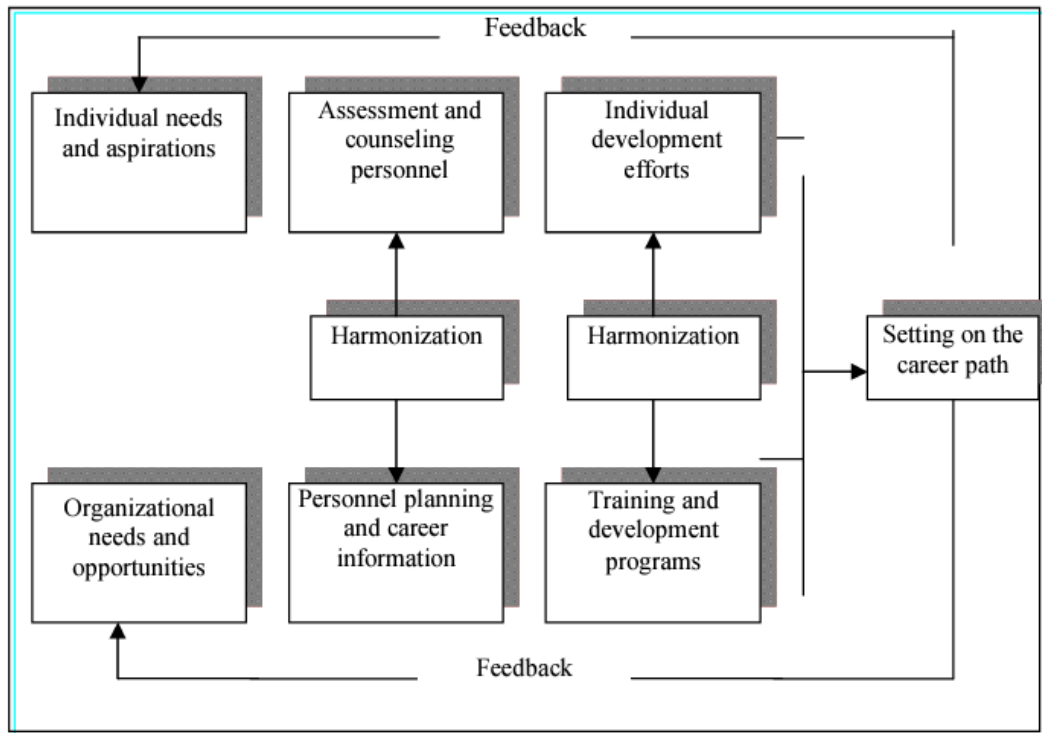 Feedback
Individual needs
and aspirations
Assessment and
counseling
personnel
Individual
development
efforts
Harmonization
Harmonization
Setting on the
career path
Organizational
needs and
opportunities
Personnel planning
and career
information
Training and
development
programs
Feedback